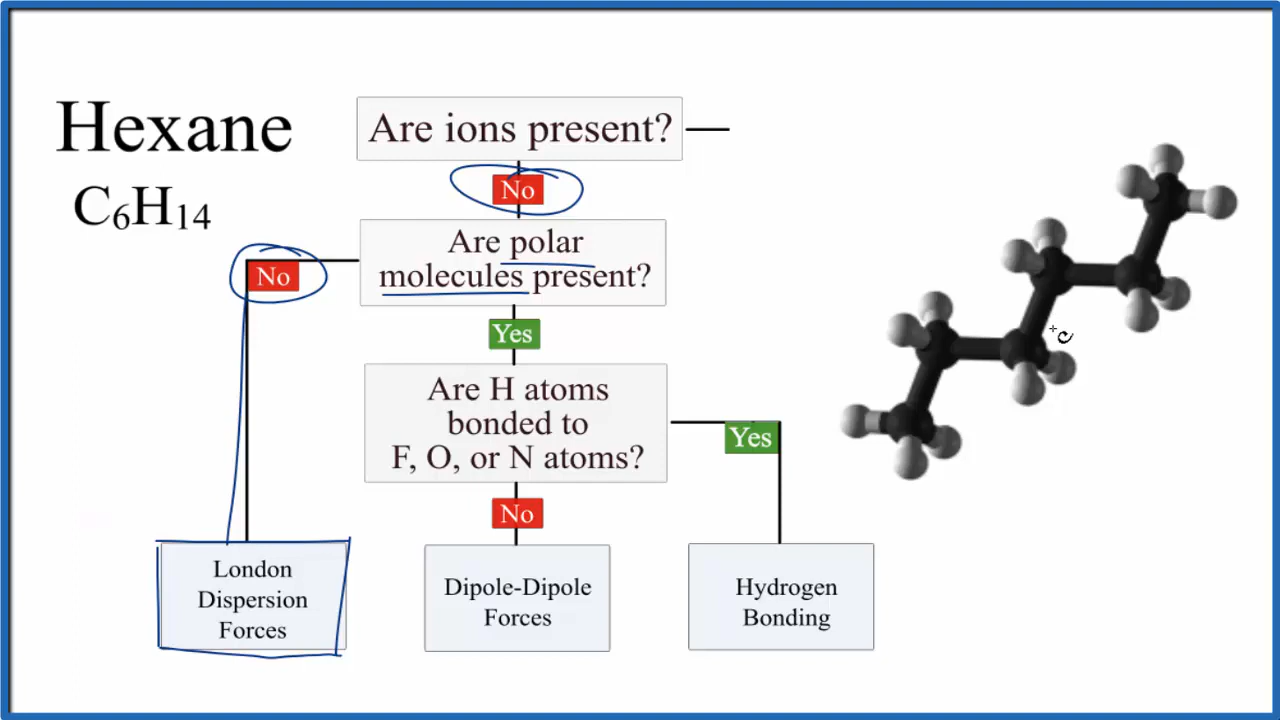 Hexane
C₆H₁₄
Are ions present?
No
Are polar
molecules present?
No
Yes
Are H atoms
bonded to
F, O, or N atoms?
Yes
No
London
Dispersion
Forces
Dipole-Dipole
Forces
Hydrogen
Bonding